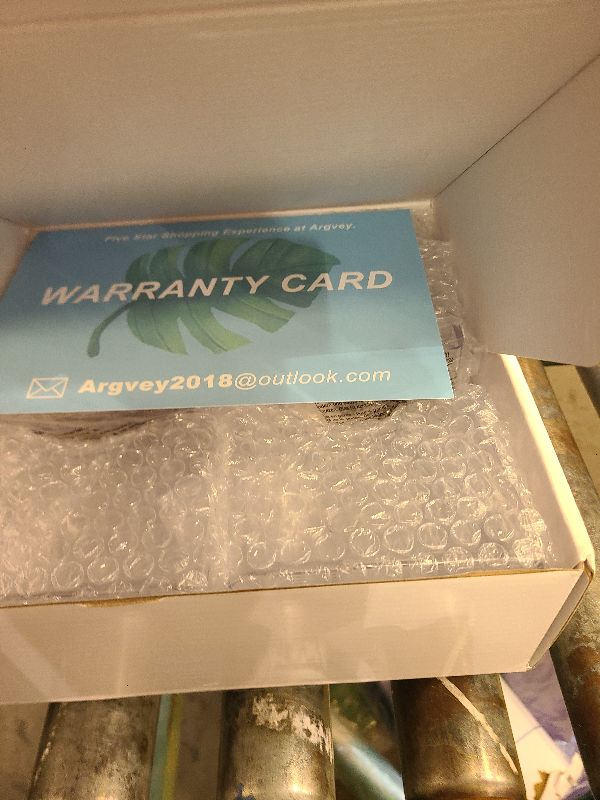 Five Star Shopping Experience at Argvey.
WARRANTY CARD
Argvey2018@outlook.com